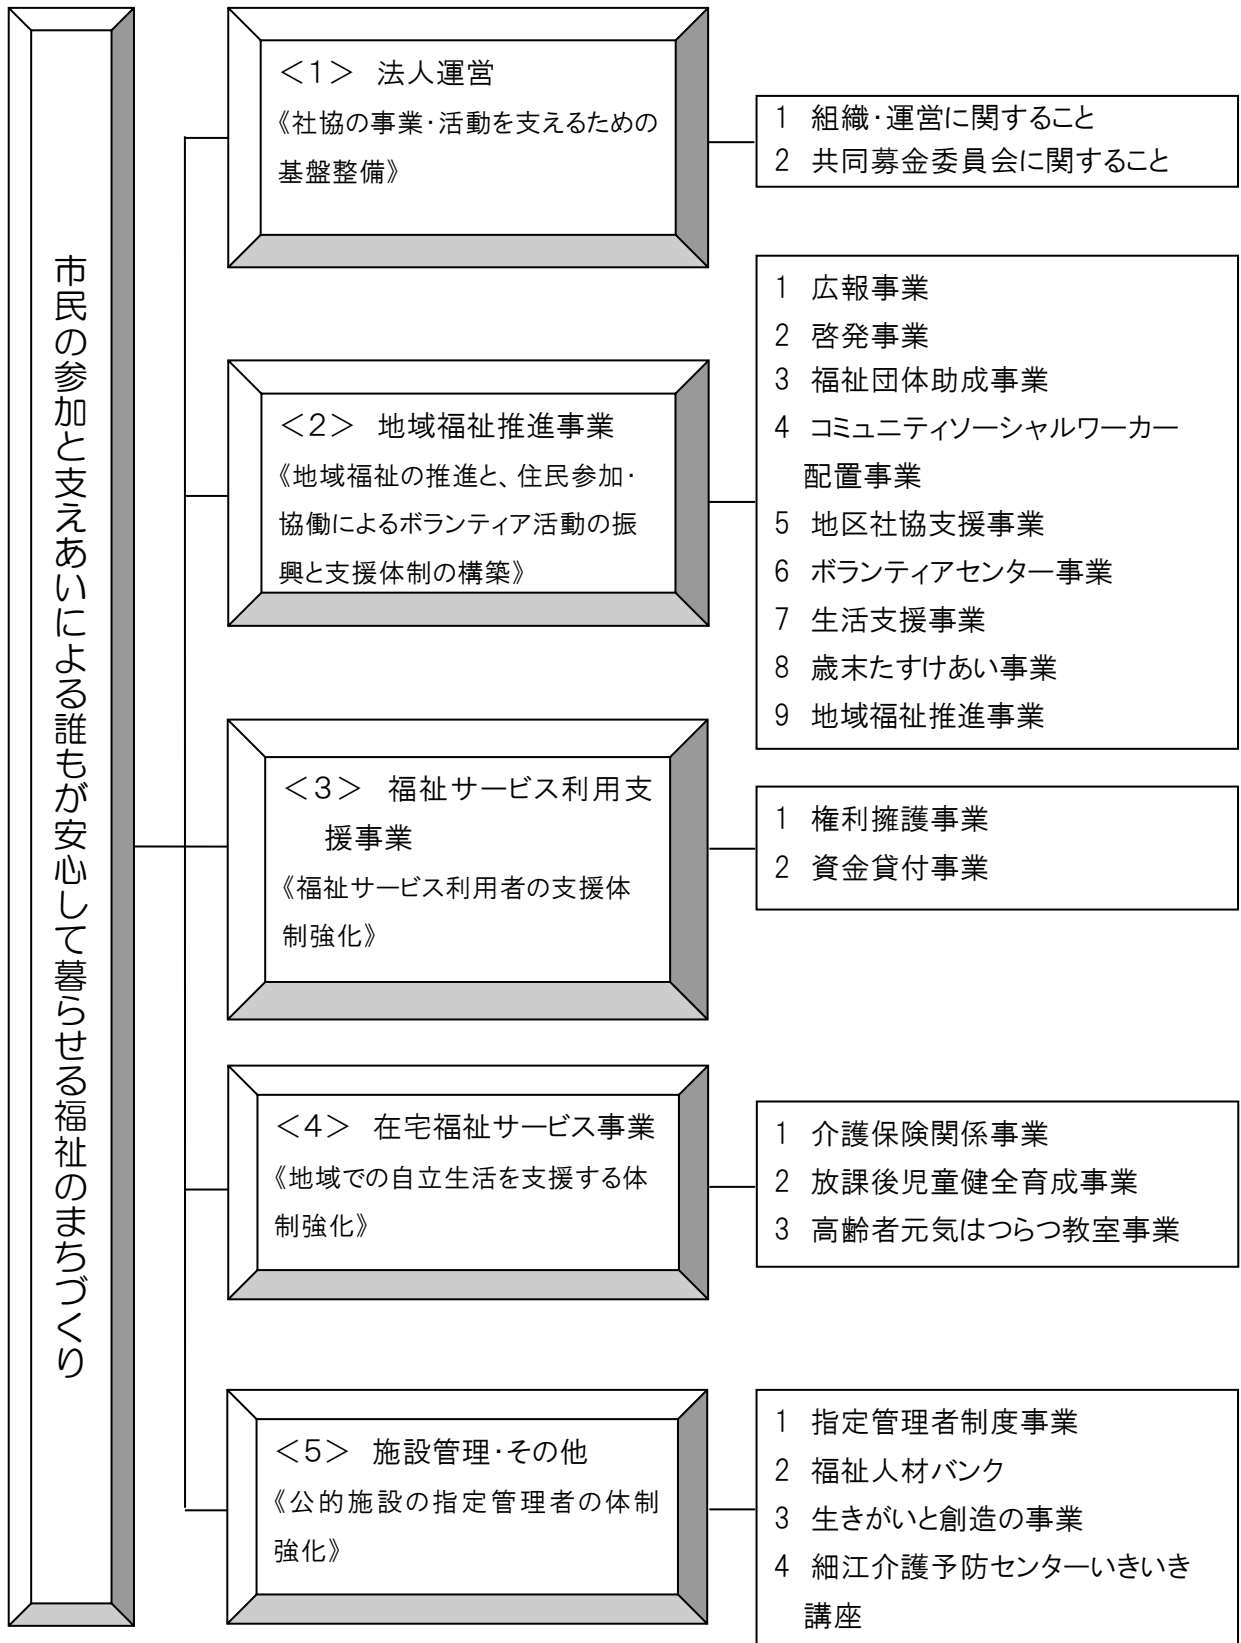 市民の参加と支えあいによる誰もが安心して暮らせる福祉のまちづくり
＜1＞ 法人運営
《社協の事業・活動を支えるための
基盤整備》
1 組織・運営に関すること
2 共同募金委員会に関すること
＜2＞ 地域福祉推進事業
《地域福祉の推進と、住民参加・
協働によるボランティア活動の振
興と支援体制の構築》
1 広報事業
2 啓発事業
3 福祉団体助成事業
4 コミュニティソーシャルワーカー
配置事業
5 地区社協支援事業
6 ボランティアセンター事業
7 生活支援事業
8 歳末たすけあい事業
9 地域福祉推進事業
＜3＞ 福祉サービス利用支
援事業
《福祉サービス利用者の支援体
制強化》
1 権利擁護事業
2 資金貸付事業
＜4＞ 在宅福祉サービス事業
《地域での自立生活を支援する体
制強化》
1 介護保険関係事業
2 放課後児童健全育成事業
3 高齢者元気はつらつ教室事業
＜5＞ 施設管理・その他
《公的施設の指定管理者の体制
強化》
1 指定管理者制度事業
2 福祉人材バンク
3 生きがいと創造の事業
4 細江介護予防センターいきいき
講座